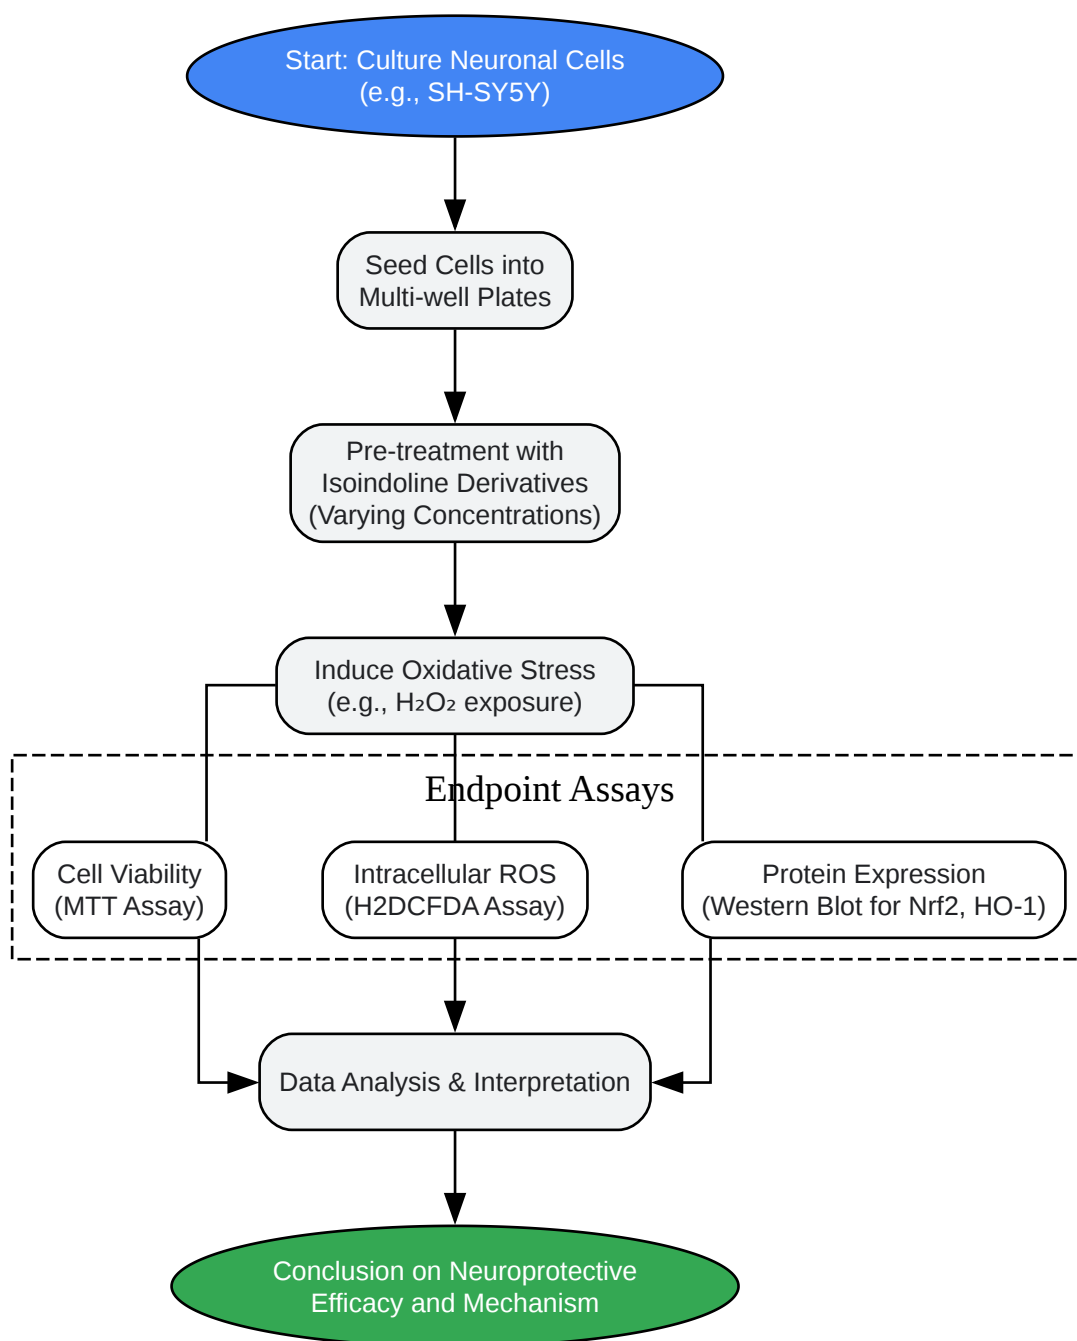 Start: Culture Neuronal Cells
(e.g., SH-SY5Y)
Seed Cells into
Multi-well Plates
Pre-treatment with
Isoindoline Derivatives
(Varying Concentrations)
Induce Oxidative Stress
(e.g., H₂O₂ exposure)
Endpoint Assays
Cell Viability
(MTT Assay)
Intracellular ROS
(H2DCFDA Assay)
Protein Expression
(Western Blot for Nrf2, HO-1)
Data Analysis & Interpretation
Conclusion on Neuroprotective
Efficacy and Mechanism